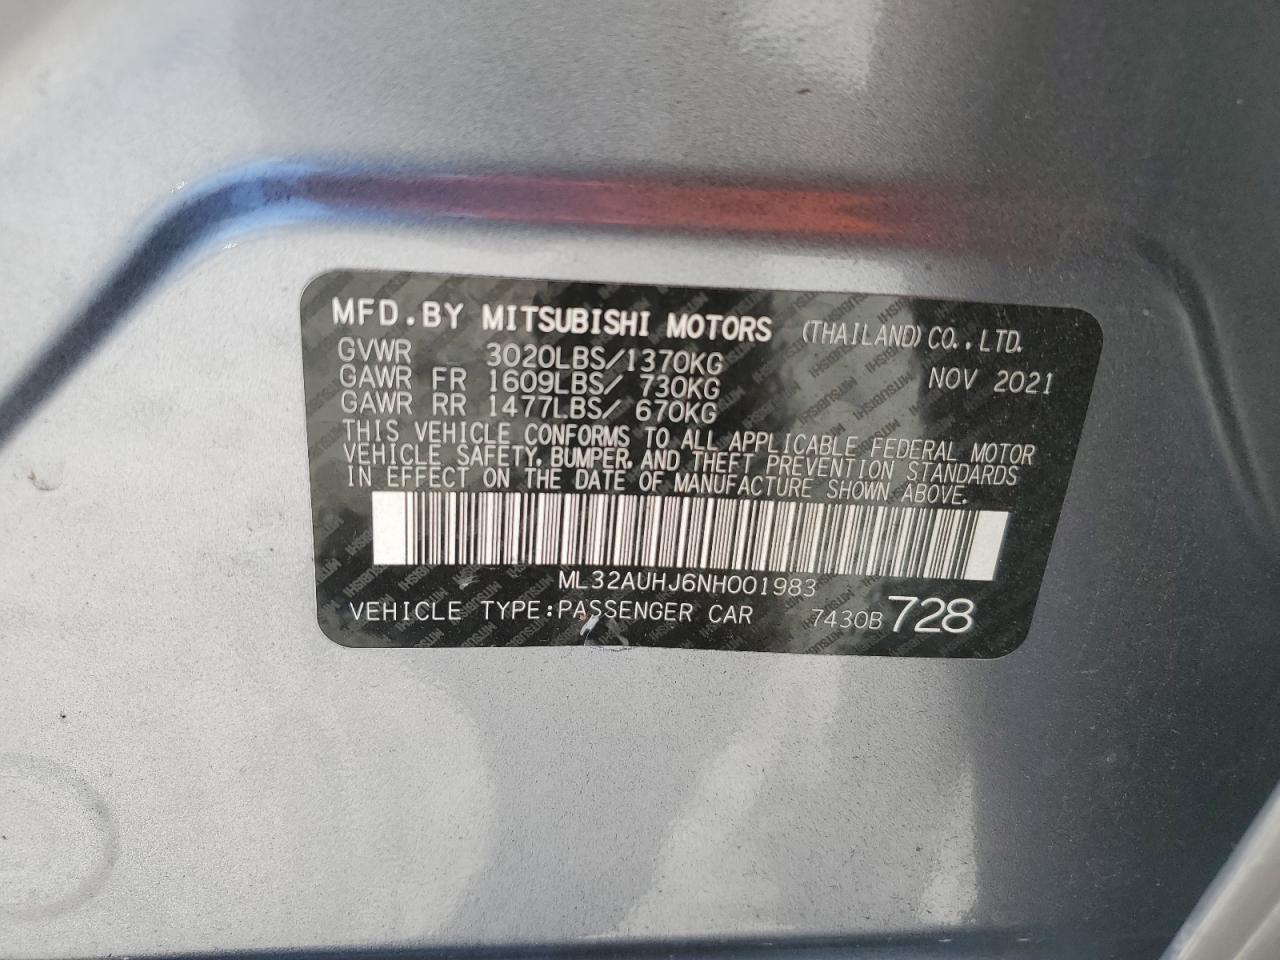 MFD.BY MITSUBISHI MOTORS (THAILAND) CO.,LTD.
GVWR 3020LBS/1370KG
GAWR FR 1609LBS/ 730KG NOV 2021
GAWR RR 1477LBS/ 670KG
THIS VEHICLE CONFORMS TO ALL APPLICABLE FEDERAL MOTOR
VEHICLE SAFETY, BUMPER, AND THEFT PREVENTION STANDARDS
IN EFFECT ON THE DATE OF MANUFACTURE SHOWN ABOVE.
ML32AUHJ6NH001983
VEHICLE TYPE:PASSENGER CAR 7430B 728